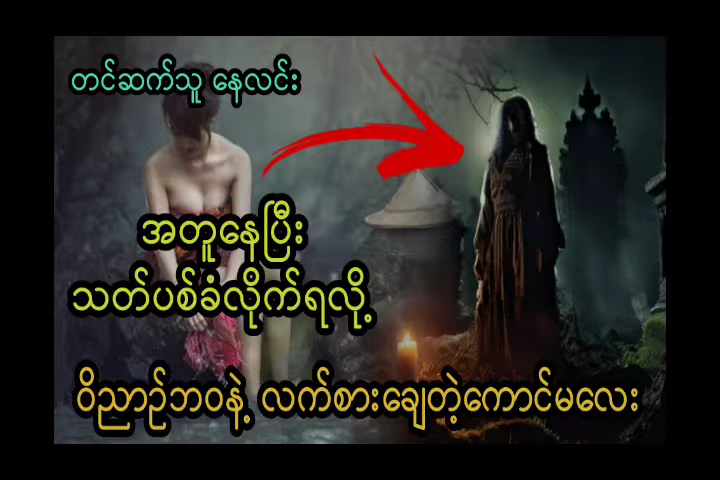 တင်ဆက်သူ နေလင်း
အတူနေပြီး
သတ်ပစ်ခံလိုက်ရလို့
ဝိညာဉ်ဘဝနဲ့ လက်စားချေတဲ့ကောင်မလေး